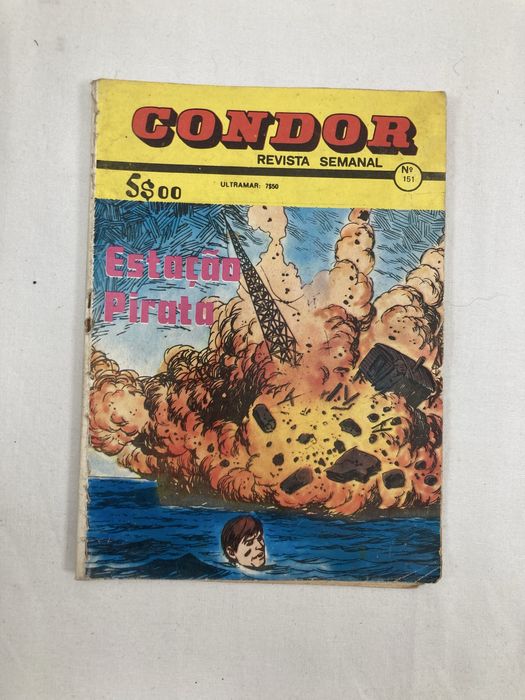 CONDOR
REVISTA SEMANAL
Nº
151
5$00
ULTRAMAR: 7$50
Estação
Pirata